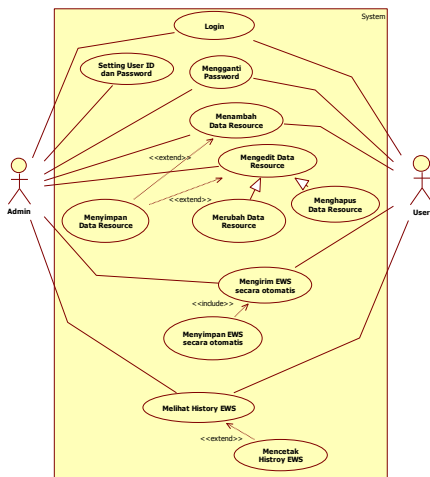 System
Login
Setting User ID
dan Password
Mengganti
Password
Menambah
Data Resource
<<extend>>
Mengedit Data
Resource
Admin
User
<<extend>>
Menyimpan
Data Resource
Merubah Data
Resource
Menghapus
Data Resource
Mengirim EWS
secara otomatis
<<include>>
Menyimpan EWS
secara otomatis
Melihat History EWS
<<extend>>
Mencetak
Histroy EWS